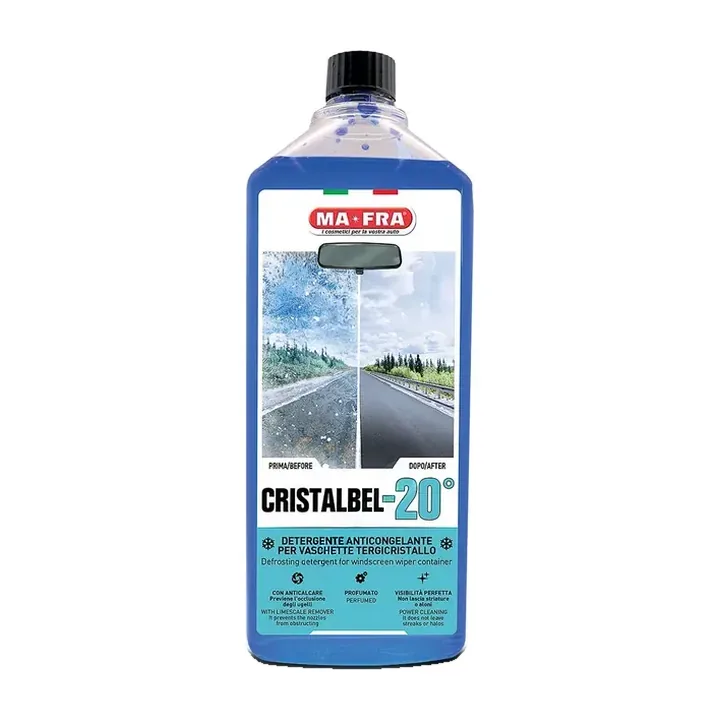 MA★FRA®
i cosmetici per la vostra auto
PRIMA/BEFORE
DOPO/AFTER
CRISTALBEL-20°
DETERGENTE ANTICONGELANTE
PER VASCHETTE TERGICRISTALLO
Defrosting detergent for windscreen wiper container
CON ANTICALCARE
Previene l'occlusione
degli ugelli
WITH LIMESCALE REMOVER
It prevents the nozzles
from obstructing
PROFUMATO
PERFUMED
VISIBILITÀ PERFETTA
Non lascia striature
o aloni
POWER CLEANING
It does not leave
streaks or halos